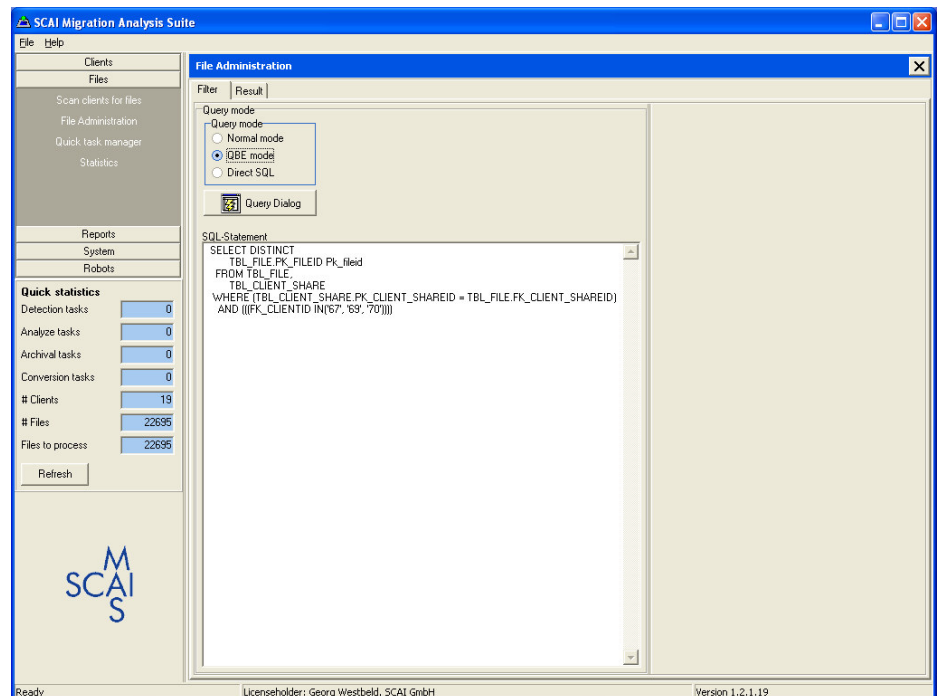 SCAI Migration Analysis Suite
File Help
Clients
Files
Scan clients for files
File Administration
Quick task manager
Statistics
Reports
System
Robots
Quick statistics
Detection tasks 0
Analyze tasks 0
Archival tasks 0
Conversion tasks 0
# Clients 19
# Files 22695
Files to process 22695
Refresh
SCAI
MAS
File Administration
Filter Result
Query mode
Query mode
Normal mode
QBE mode
Direct SQL
Query Dialog
SQL-Statement
SELECT DISTINCT
TBL_FILE.PK_FILEID Pk_fileid
FROM TBL_FILE,
TBL_CLIENT_SHARE
WHERE (TBL_CLIENT_SHARE.PK_CLIENT_SHAREID = TBL_FILE.FK_CLIENT_SHAREID)
AND (((FK_CLIENTID IN('67', '69', '70'))))
Ready
Licenseholder: Georg Westbeld, SCAI GmbH
Version 1.2.1.19